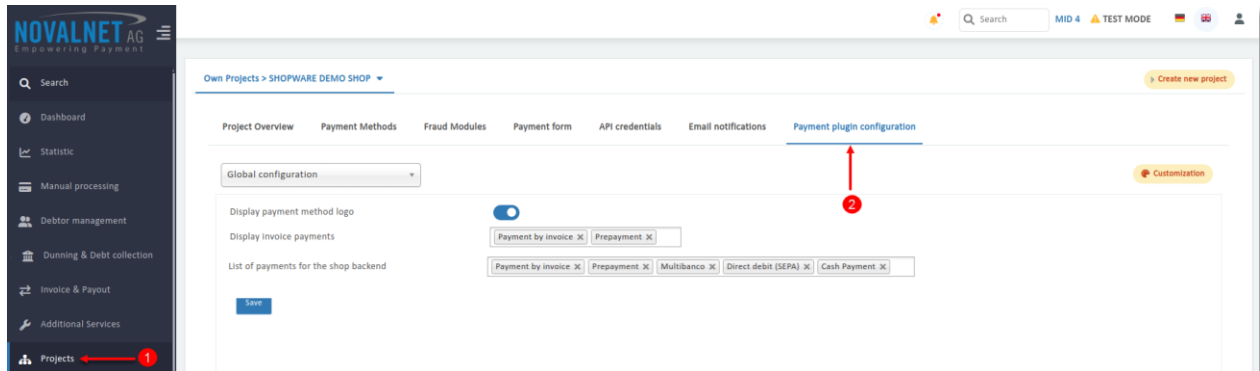 NOVALNET AG
Empowering Payment
Search
MID 4 TEST MODE
Search
Dashboard
Statistic
Manual processing
Debtor management
Dunning & Debt collection
Invoice & Payout
Additional Services
Projects
1
Own Projects > SHOPWARE DEMO SHOP
Create new project
Project Overview Payment Methods Fraud Modules Payment form API credentials Email notifications Payment plugin configuration
2
Global configuration
Customization
Display payment method logo
Display invoice payments
Payment by invoice Prepayment
List of payments for the shop backend
Payment by invoice Prepayment Multibanco Direct debit (SEPA) Cash Payment
Save